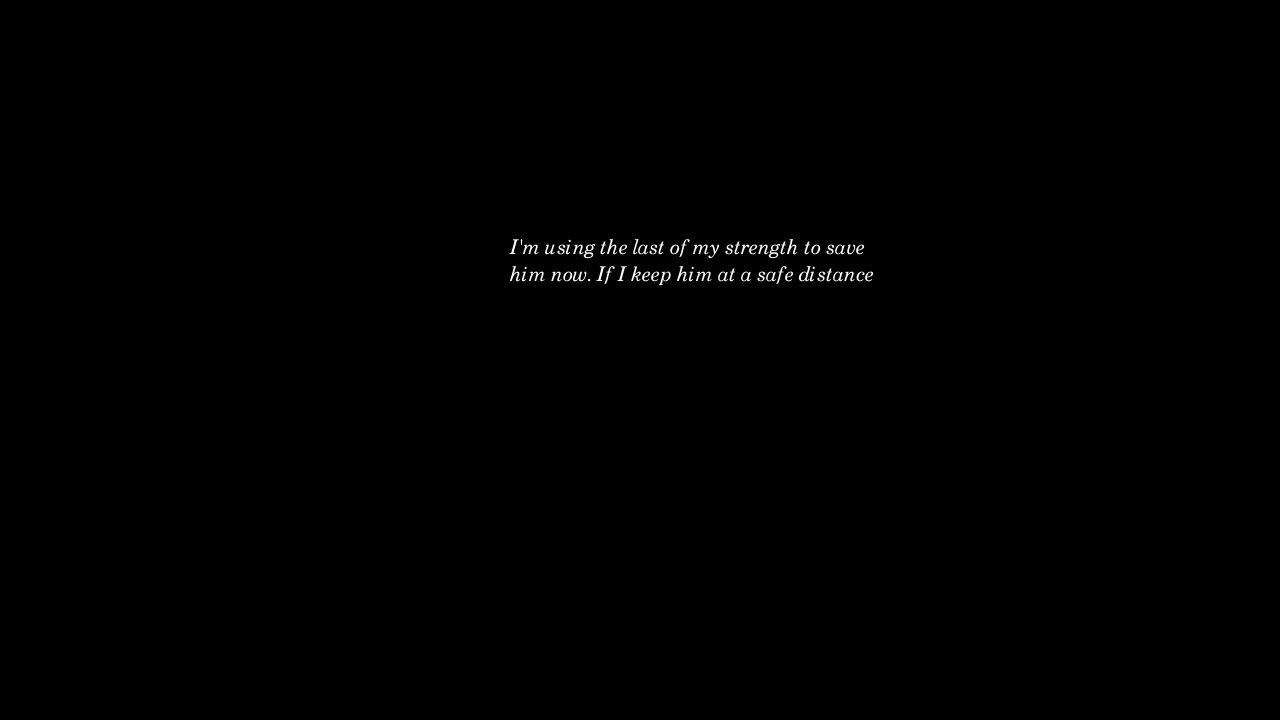 I'm using the last of my strength to save
him now. If I keep him at a safe distance